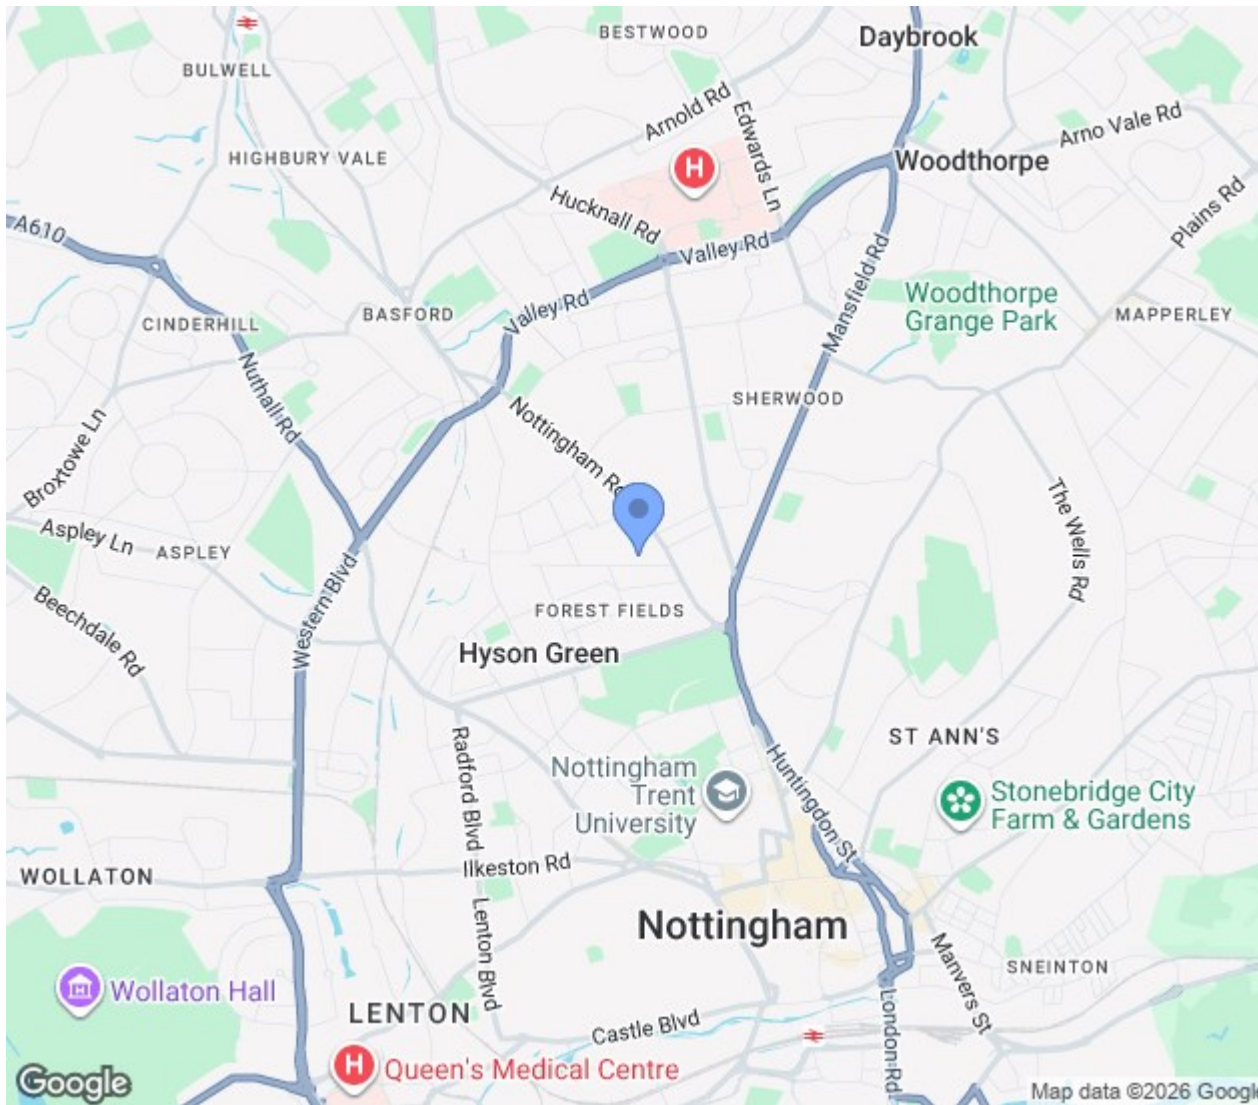 BESTWOOD
Daybrook
BULWELL
Arnold Rd
Edwards Ln
Arno Vale Rd
HIGHBURY VALE
H
Woodthorpe
Hucknall Rd
Plains Rd
A610
Valley Rd
Mansfield Rd
Woodthorpe
Grange Park
CINDERHILL
BASFORD
Valley Rd
MAPPERLEY
Nuthall Rd
SHERWOOD
Broxtowe Ln
Nottingham Rd
The Wells Rd
Aspley Ln
ASPLEY
Western Blvd
Beechdale Rd
FOREST FIELDS
Hyson Green
Radford Blvd
ST ANN'S
Nottingham
Trent
University
Huntingdon St
Stonebridge City
Farm & Gardens
Ilkeston Rd
WOLLATON
Lenton Blvd
Nottingham
Manvers St
SNEINTON
Wollaton Hall
LENTON
Castle Blvd
London Rd
H
Queen's Medical Centre
Google
Map data ©2026 Google